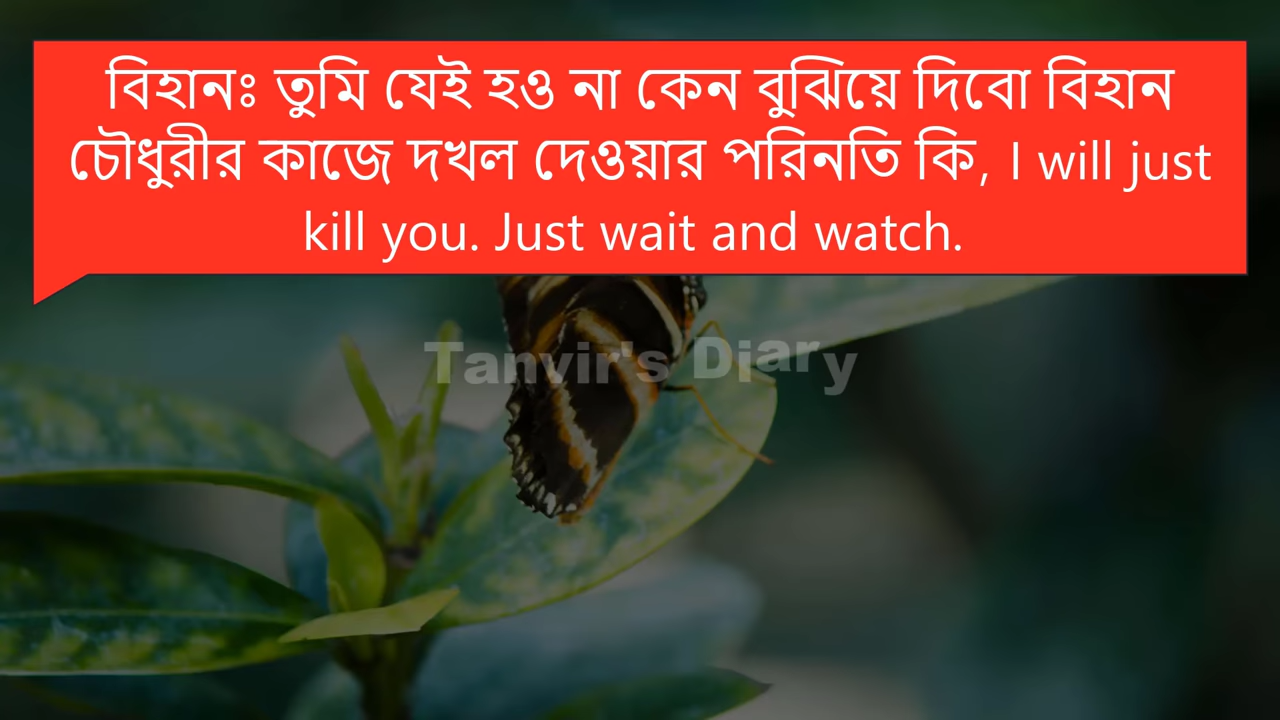 বিহানঃ তুমি যেই হও না কেন বুঝিয়ে দিবো বিহান
চৌধুরীর কাজে দখল দেওয়ার পরিনতি কি, I will just
kill you. Just wait and watch.
Tanvir's Diary